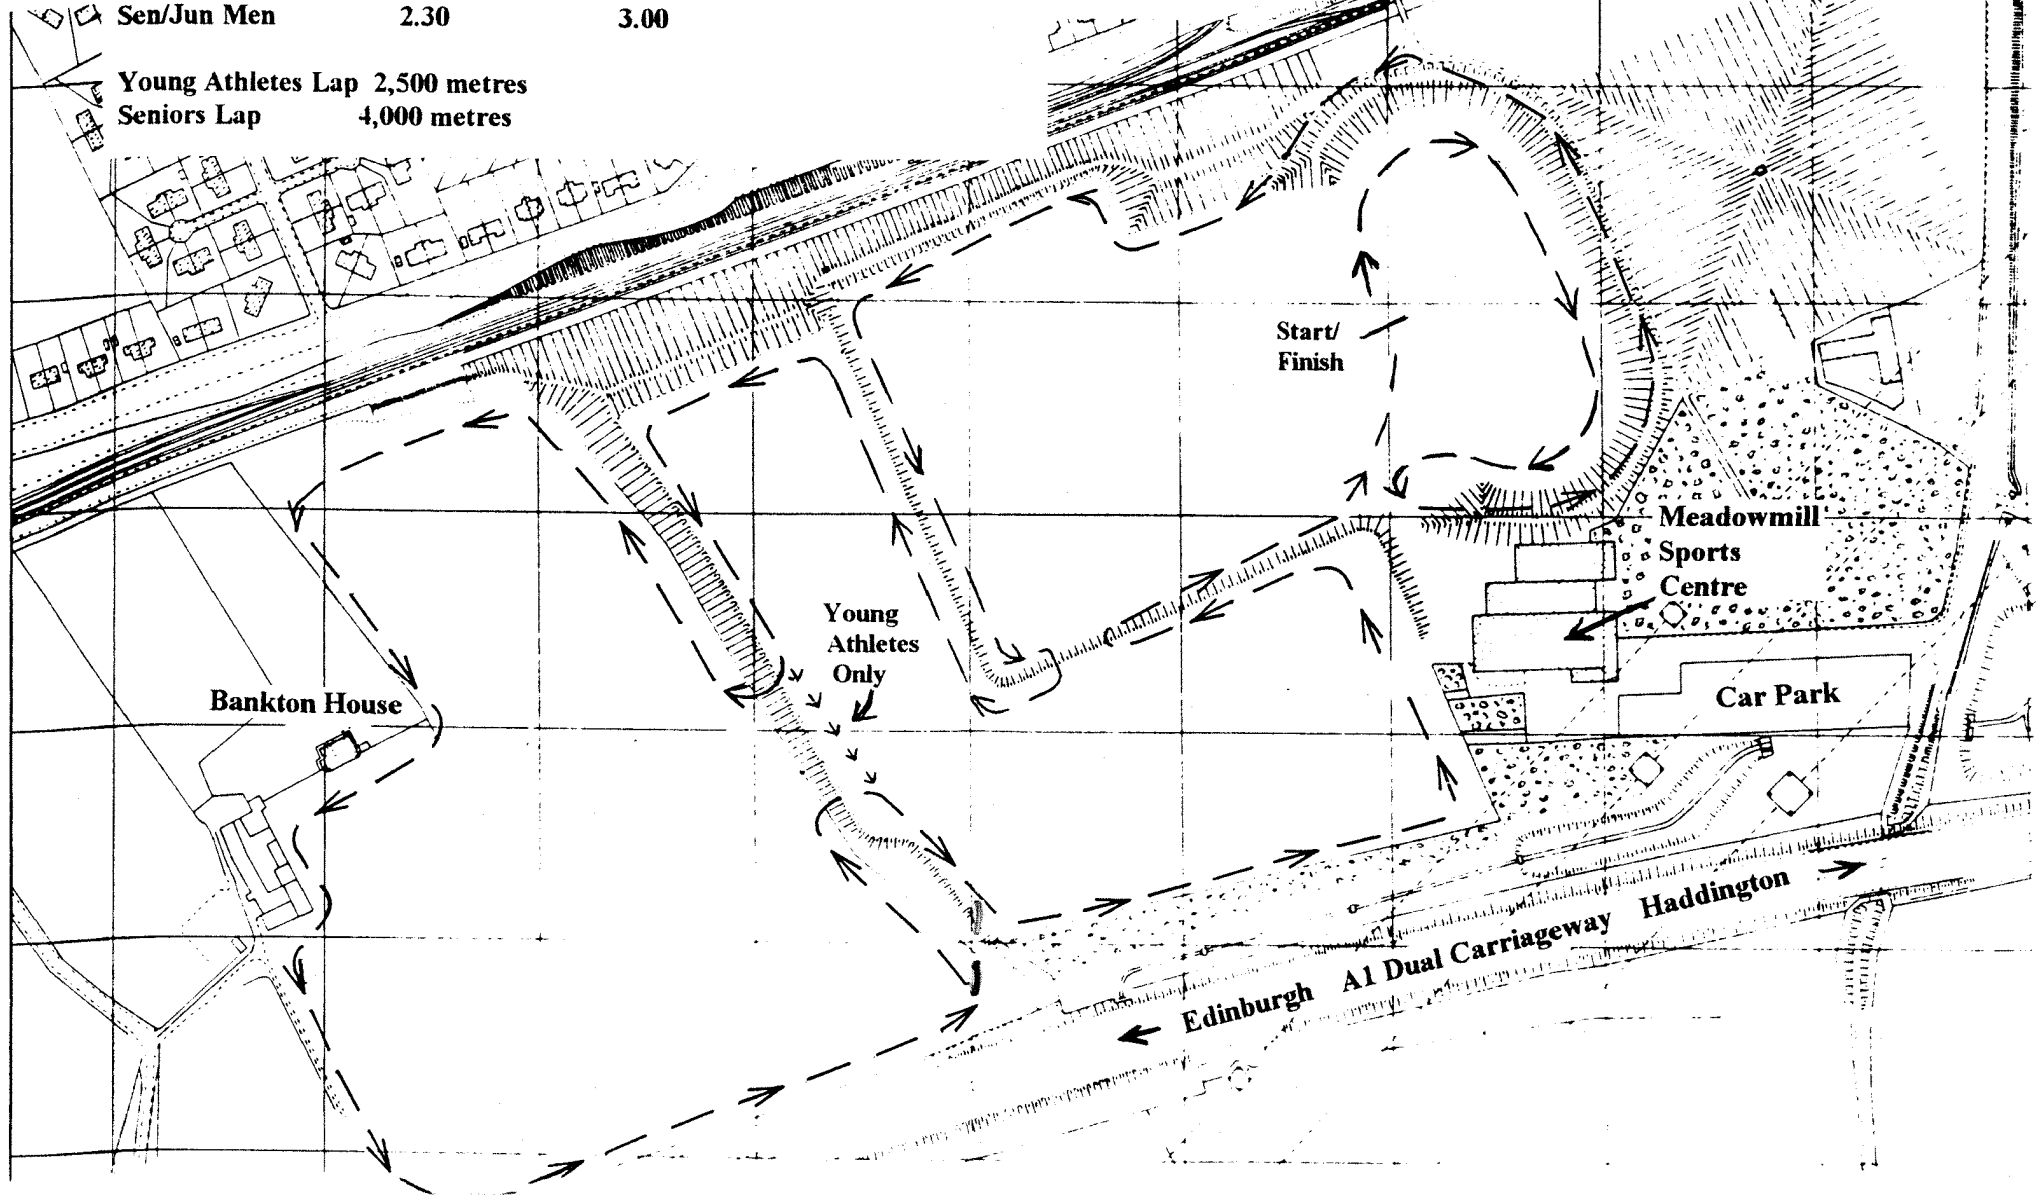 Sen/Jun Men 2.30 3.00
Young Athletes Lap 2,500 metres
Seniors Lap 4,000 metres
Start/
Finish
Meadowmill
Sports
Centre
Young
Athletes
Only
Bankton House
Car Park
Edinburgh A1 Dual Carriageway Haddington